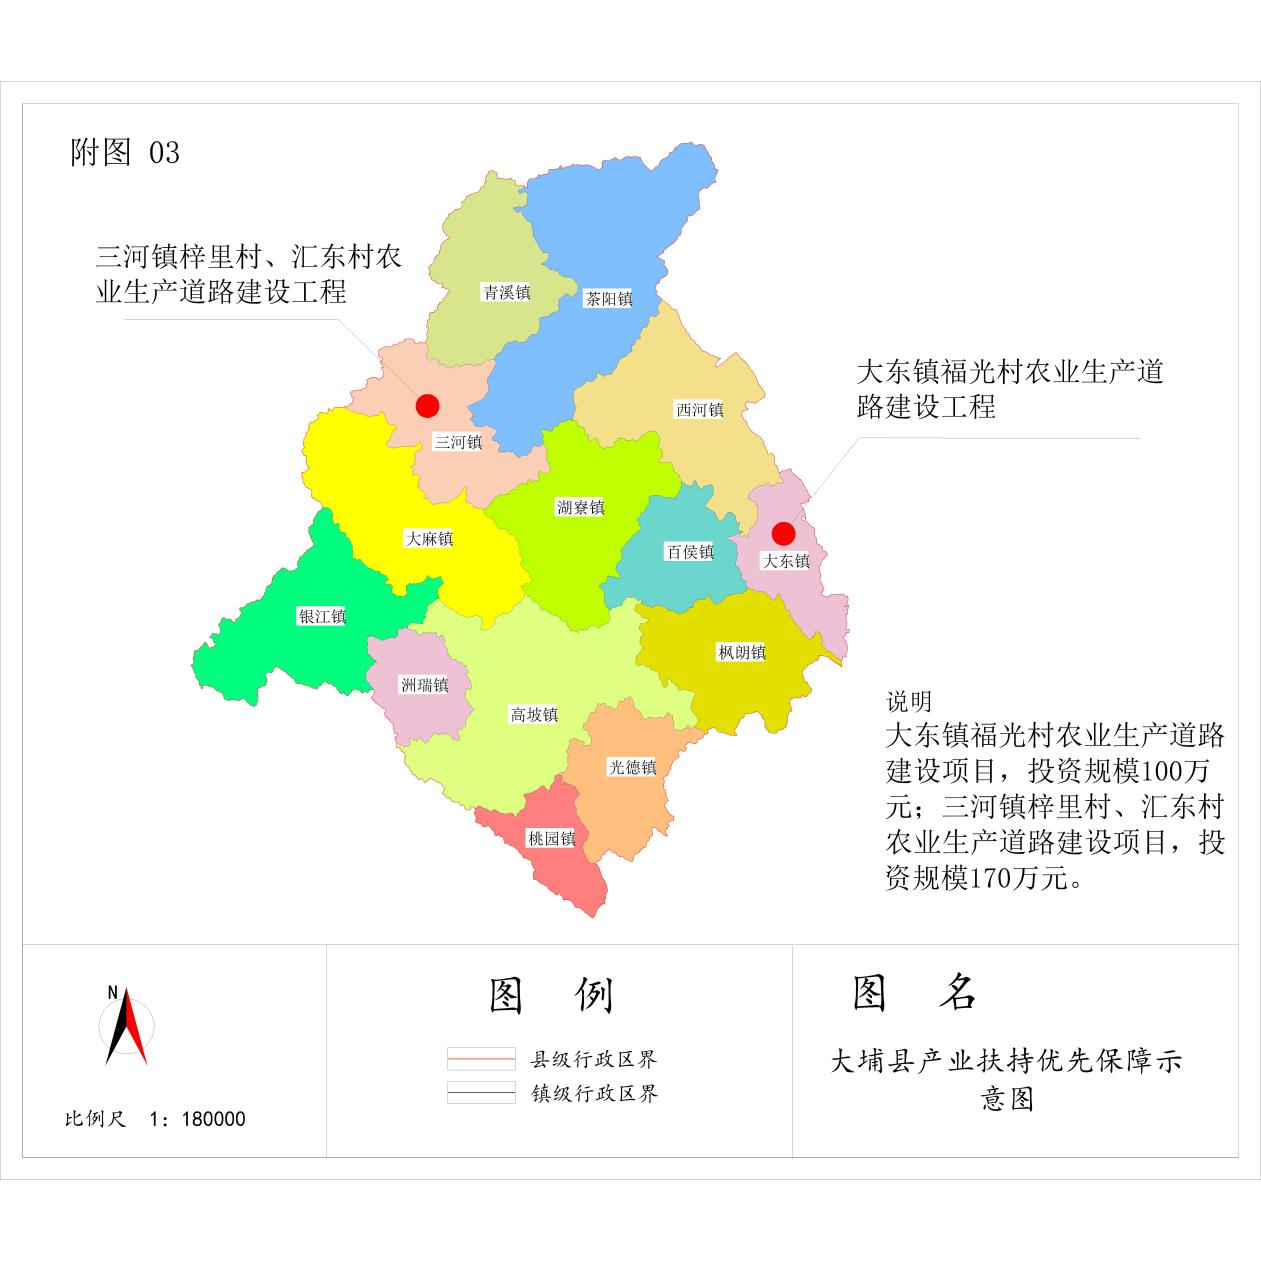 附图 03
三河镇梓里村、汇东村农
业生产道路建设工程
青溪镇
茶阳镇
大东镇福光村农业生产道
路建设工程
西河镇
三河镇
湖寮镇
大麻镇
百侯镇
大东镇
银江镇
枫朗镇
洲瑞镇
高坡镇
光德镇
桃园镇
说明
大东镇福光村农业生产道路
建设项目，投资规模100万
元；三河镇梓里村、汇东村
农业生产道路建设项目，投
资规模170万元。
N
比例尺 1：180000
图 例
县级行政区界
镇级行政区界
图 名
大埔县产业扶持优先保障示
意图